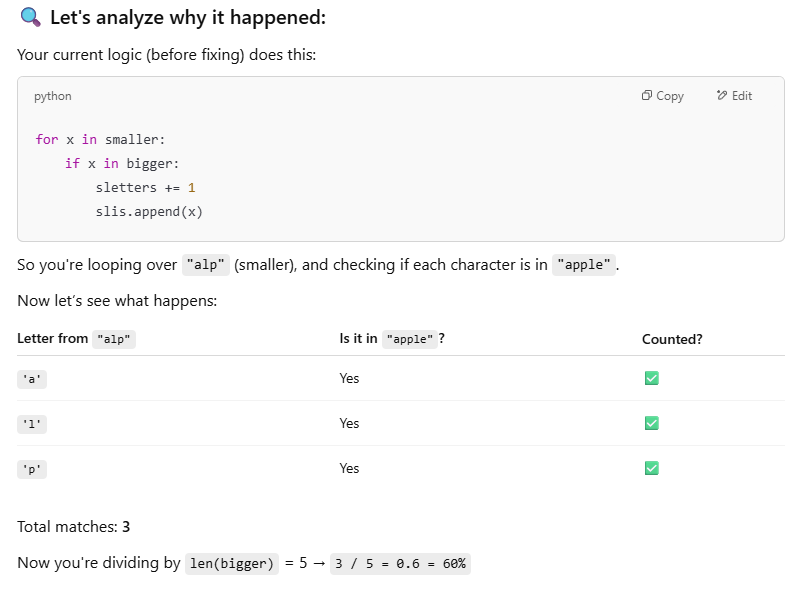 🔍 Let's analyze why it happened:
Your current logic (before fixing) does this:
python Copy Edit
for x in smaller:
    if x in bigger:
        sletters += 1
        slis.append(x)
So you're looping over "alp" (smaller), and checking if each character is in "apple".
Now let's see what happens:
Letter from "alp" Is it in "apple"? Counted?
'a' Yes ✅
'l' Yes ✅
'p' Yes ✅
Total matches: 3
Now you're dividing by len(bigger) = 5 → 3 / 5 = 0.6 = 60%